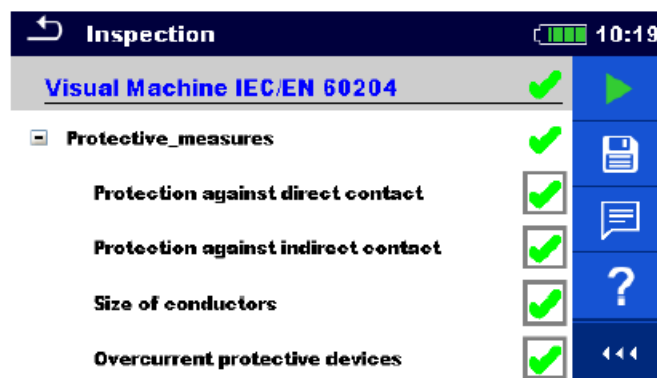 Inspection 10:19
Visual Machine IEC/EN 60204
Protective_measures
Protection against direct contact
Protection against indirect contact
Size of conductors
Overcurrent protective devices
?